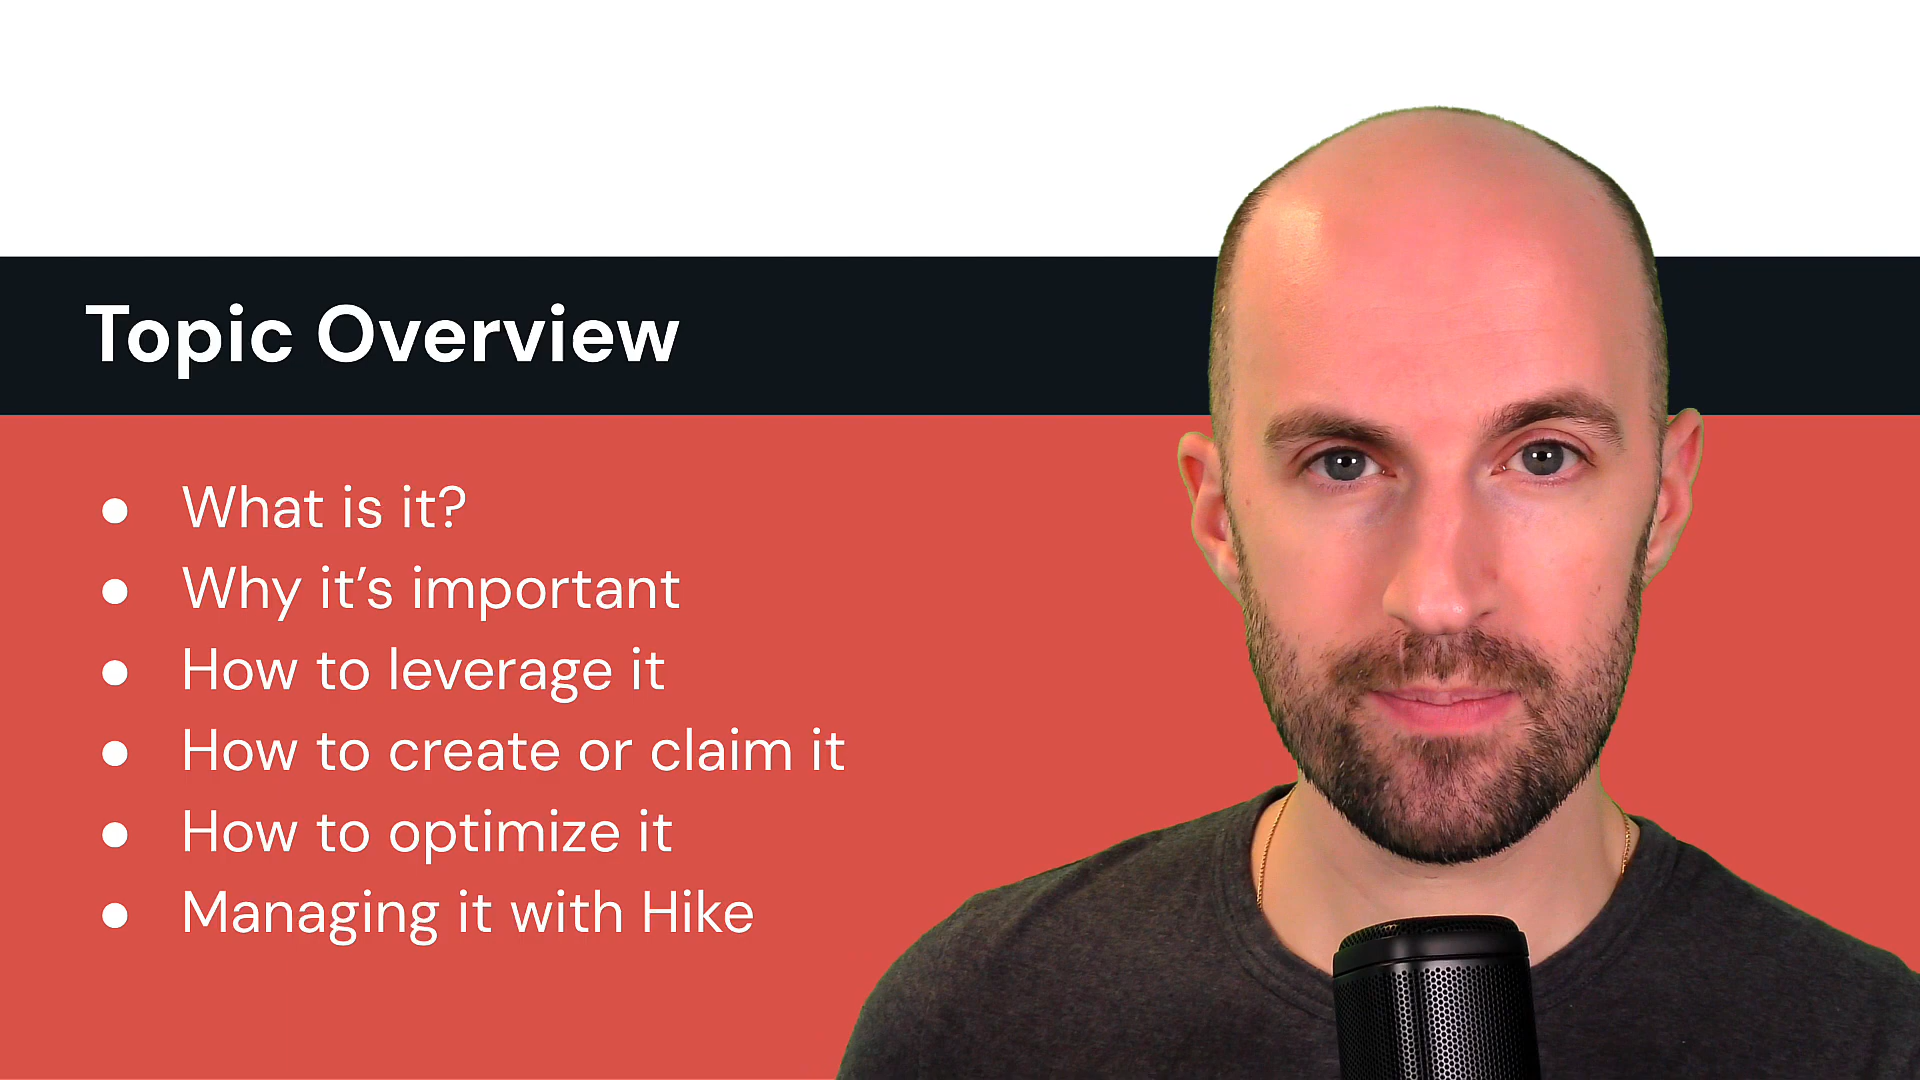 Topic Overview
● What is it?
● Why it’s important
● How to leverage it
● How to create or claim it
● How to optimize it
● Managing it with Hike